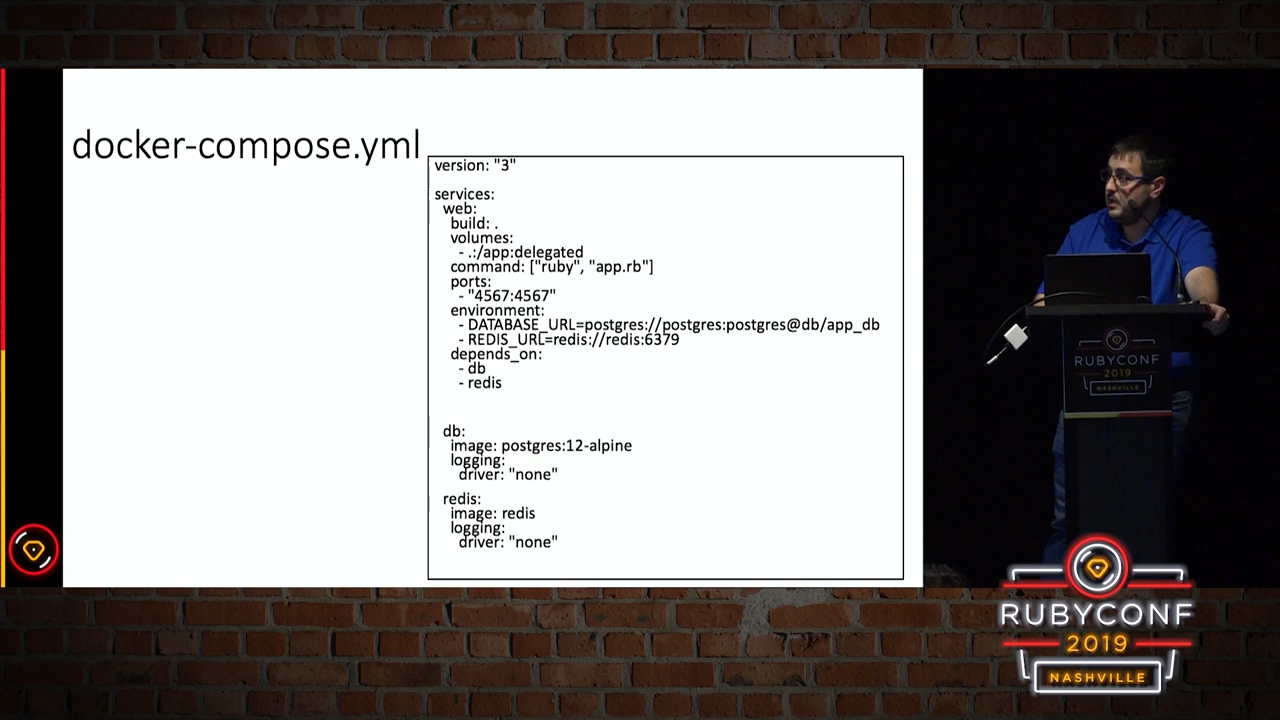 docker-compose.yml
version: "3"
services:
web:
build: .
volumes:
- .:/app:delegated
command: ["ruby", "app.rb"]
ports:
- "4567:4567"
environment:
- DATABASE_URL=postgres://postgres:postgres@db/app_db
- REDIS_URL=redis://redis:6379
depends_on:
- db
- redis
db:
image: postgres:12-alpine
logging:
driver: "none"
redis:
image: redis
logging:
driver: "none"
RUBYCONF
2019
NASHVILLE
RUBYCONF
2019
NASHVILLE